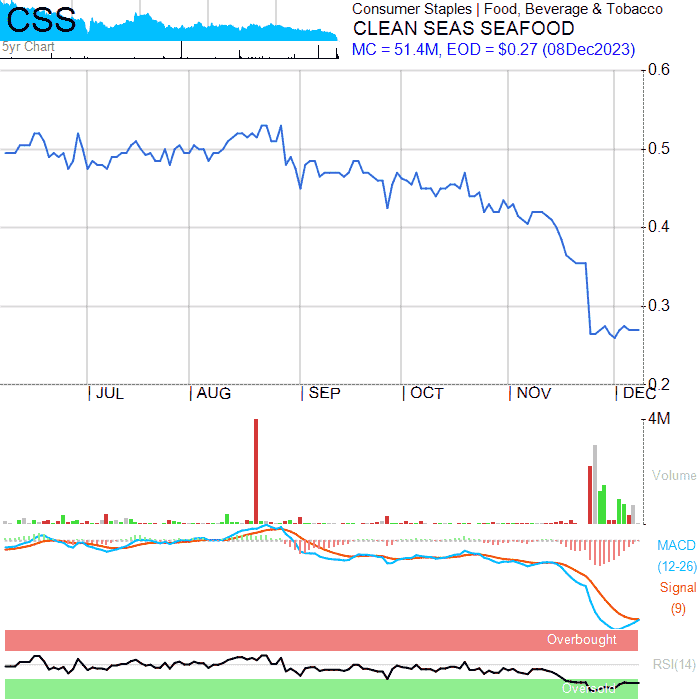 CSS
5yr Chart
Consumer Staples | Food, Beverage & Tobacco
CLEAN SEAS SEAFOOD
MC = 51.4M, EOD = $0.27 (08Dec2023)
0.6
0.5
0.4
0.3
0.2
JUL AUG SEP OCT NOV DEC
4M
Volume
MACD
(12-26)
Signal
(9)
Overbought
RSI(14)
Oversold